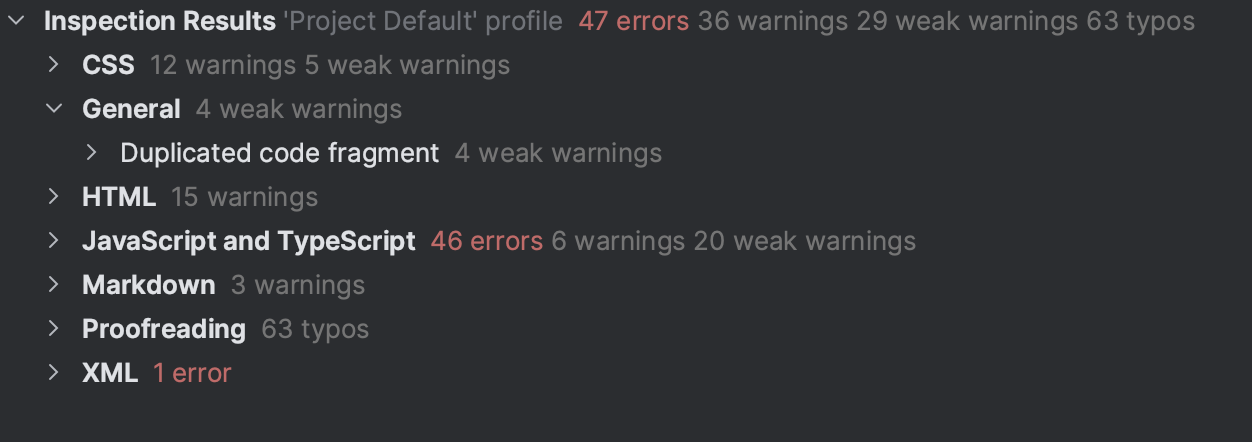 Inspection Results 'Project Default' profile 47 errors 36 warnings 29 weak warnings 63 typos
CSS 12 warnings 5 weak warnings
General 4 weak warnings
Duplicated code fragment 4 weak warnings
HTML 15 warnings
JavaScript and TypeScript 46 errors 6 warnings 20 weak warnings
Markdown 3 warnings
Proofreading 63 typos
XML 1 error